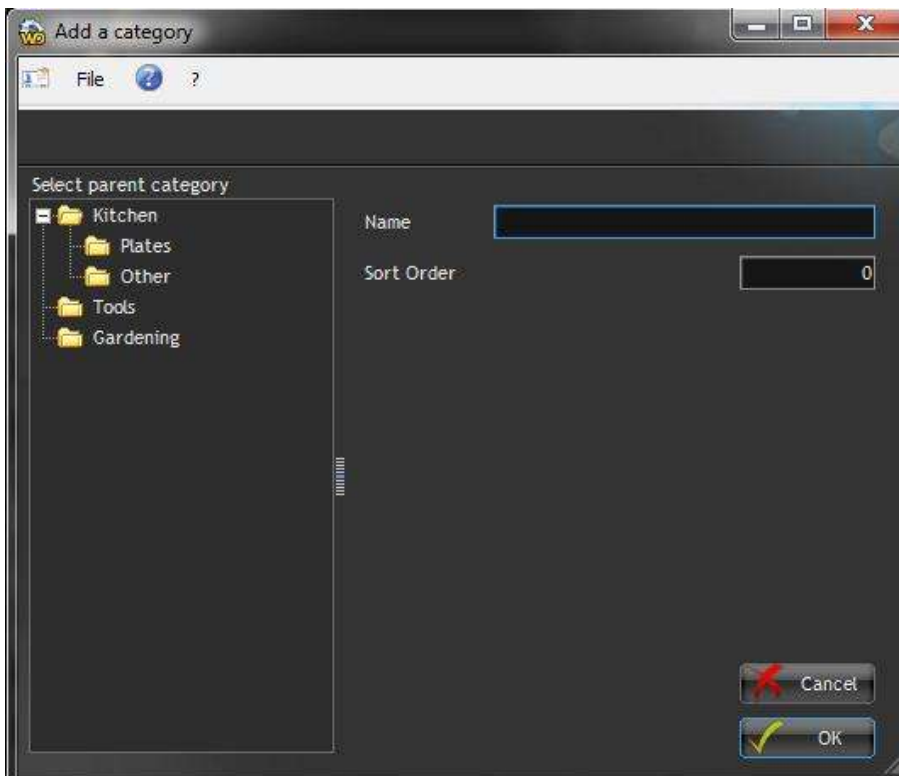 Add a category
File ?
Select parent category
Kitchen
Plates
Other
Tools
Gardening
Name
Sort Order 0
Cancel
OK